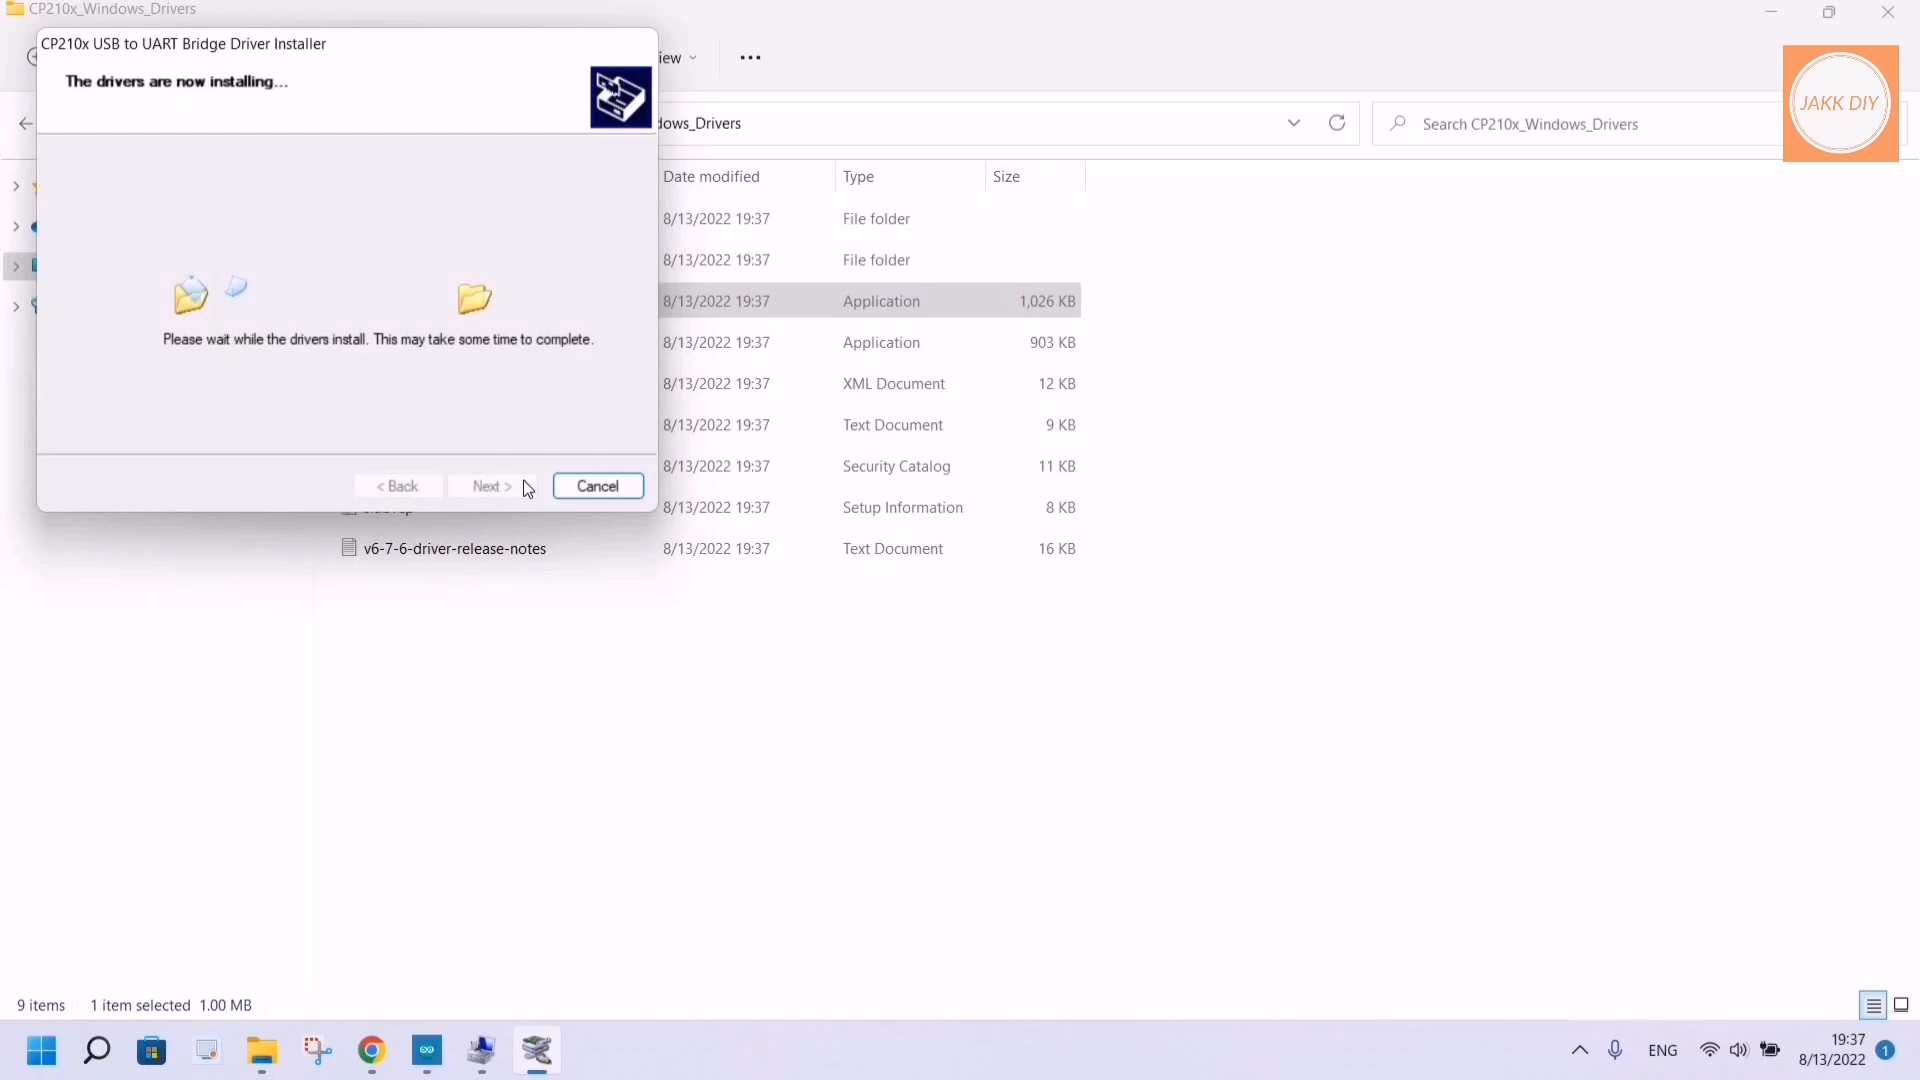 CP210x_Windows_Drivers
CP210x USB to UART Bridge Driver Installer
The drivers are now installing...
iew
JAKK DIY
dows_Drivers
Search CP210x_Windows_Drivers
Date modified Type Size
8/13/2022 19:37 File folder
8/13/2022 19:37 File folder
8/13/2022 19:37 Application 1,026 KB
Please wait while the drivers install. This may take some time to complete.
8/13/2022 19:37 Application 903 KB
8/13/2022 19:37 XML Document 12 KB
8/13/2022 19:37 Text Document 9 KB
8/13/2022 19:37 Security Catalog 11 KB
< Back Next > Cancel
8/13/2022 19:37 Setup Information 8 KB
v6-7-6-driver-release-notes 8/13/2022 19:37 Text Document 16 KB
9 items 1 item selected 1.00 MB
ENG
19:37
8/13/2022
1